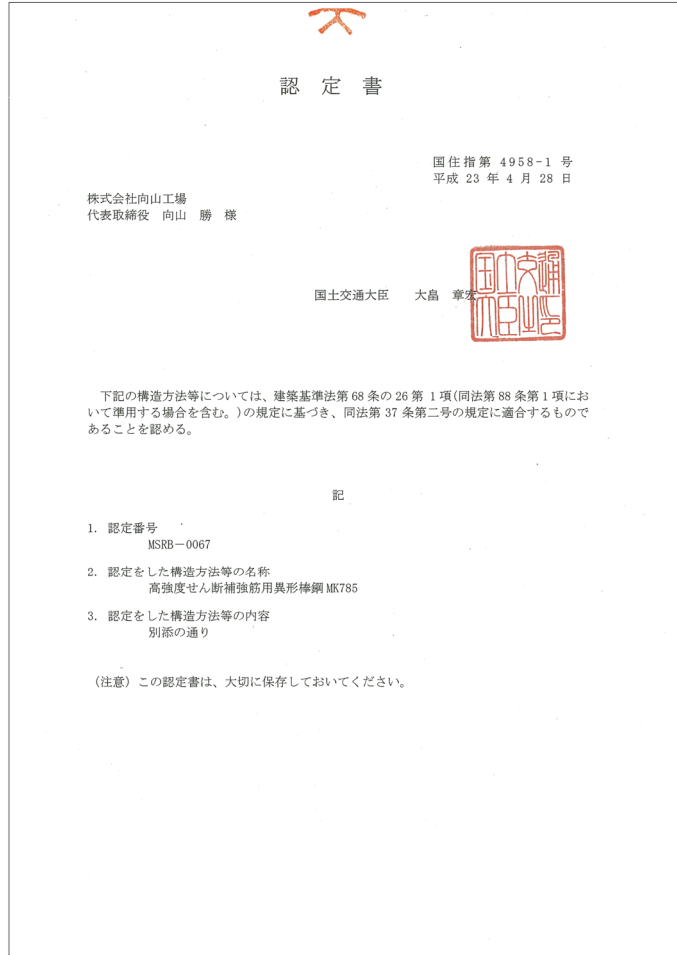 認 定 書
国住指第 4958-1 号
平成 23 年 4 月 28 日
株式会社向山工場
代表取締役 向山 勝 様
国土交通大臣 大畠 章宏
下記の構造方法等については、建築基準法第 68 条の 26 第 1 項(同法第 88 条第 1 項にお
いて準用する場合を含む。)の規定に基づき、同法第 37 条第二号の規定に適合するもので
あることを認める。
記
1. 認定番号
MSRB-0067
2. 認定をした構造方法等の名称
高強度せん断補強筋用異形棒鋼 MK785
3. 認定をした構造方法等の内容
別添の通り
(注意) この認定書は、大切に保存しておいてください。